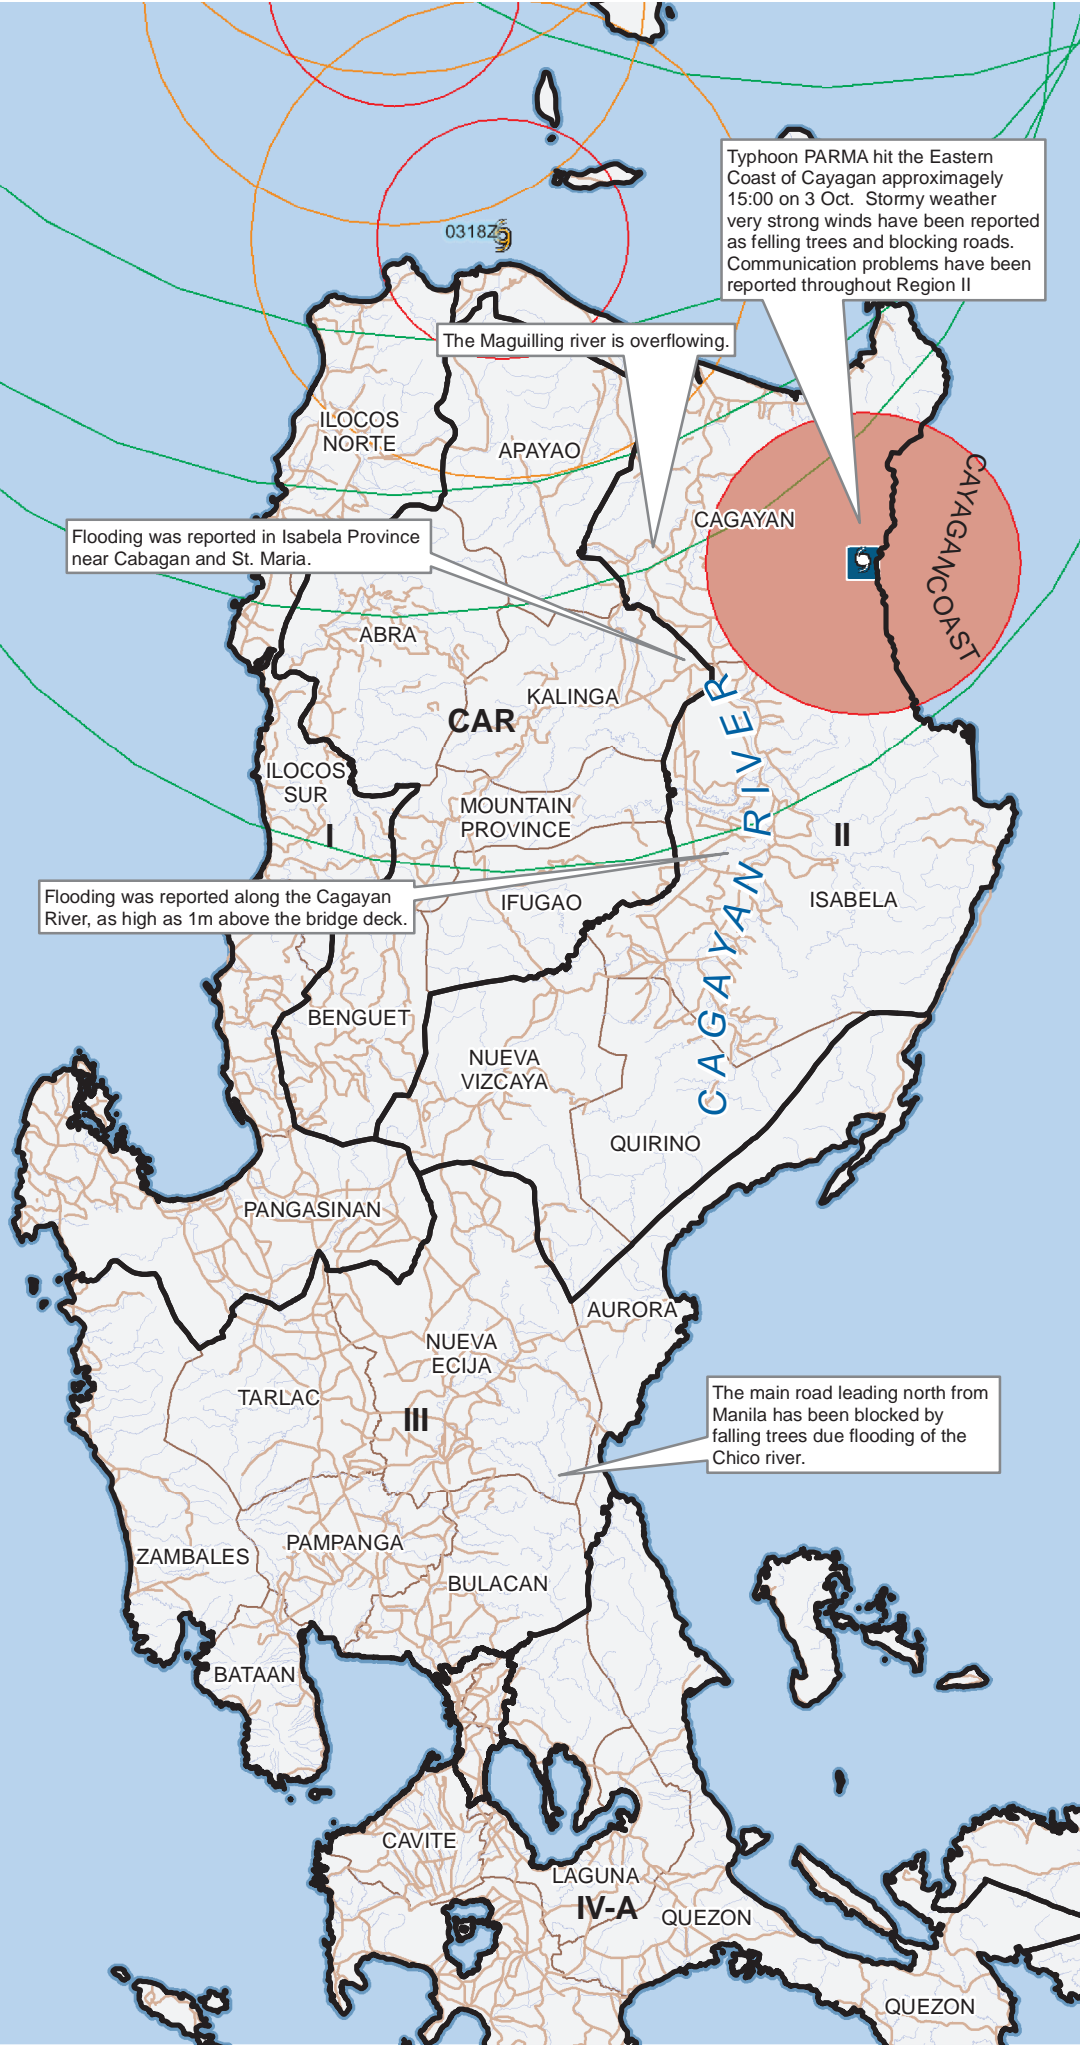 Typhoon PARMA hit the Eastern
Coast of Cayagan approximagely
15:00 on 3 Oct.  Stormy weather
very strong winds have been reported
as felling trees and blocking roads.
Communication problems have been
reported throughout Region II
0318Z
The Maguilling river is overflowing.
ILOCOS
NORTE
APAYAO
CAGAYAN
CAYAGANCOAST
Flooding was reported in Isabela Province
near Cabagan and St. Maria.
ABRA
KALINGA
CAR
CAGAYAN RIVER
ILOCOS
SUR
MOUNTAIN
PROVINCE
I
II
Flooding was reported along the Cagayan
River, as high as 1m above the bridge deck.
IFUGAO
ISABELA
BENGUET
NUEVA
VIZCAYA
QUIRINO
PANGASINAN
AURORA
NUEVA
ECIJA
TARLAC
III
The main road leading north from
Manila has been blocked by
falling trees due flooding of the
Chico river.
PAMPANGA
ZAMBALES
BULACAN
BATAAN
CAVITE
LAGUNA
IV-A
QUEZON
QUEZON